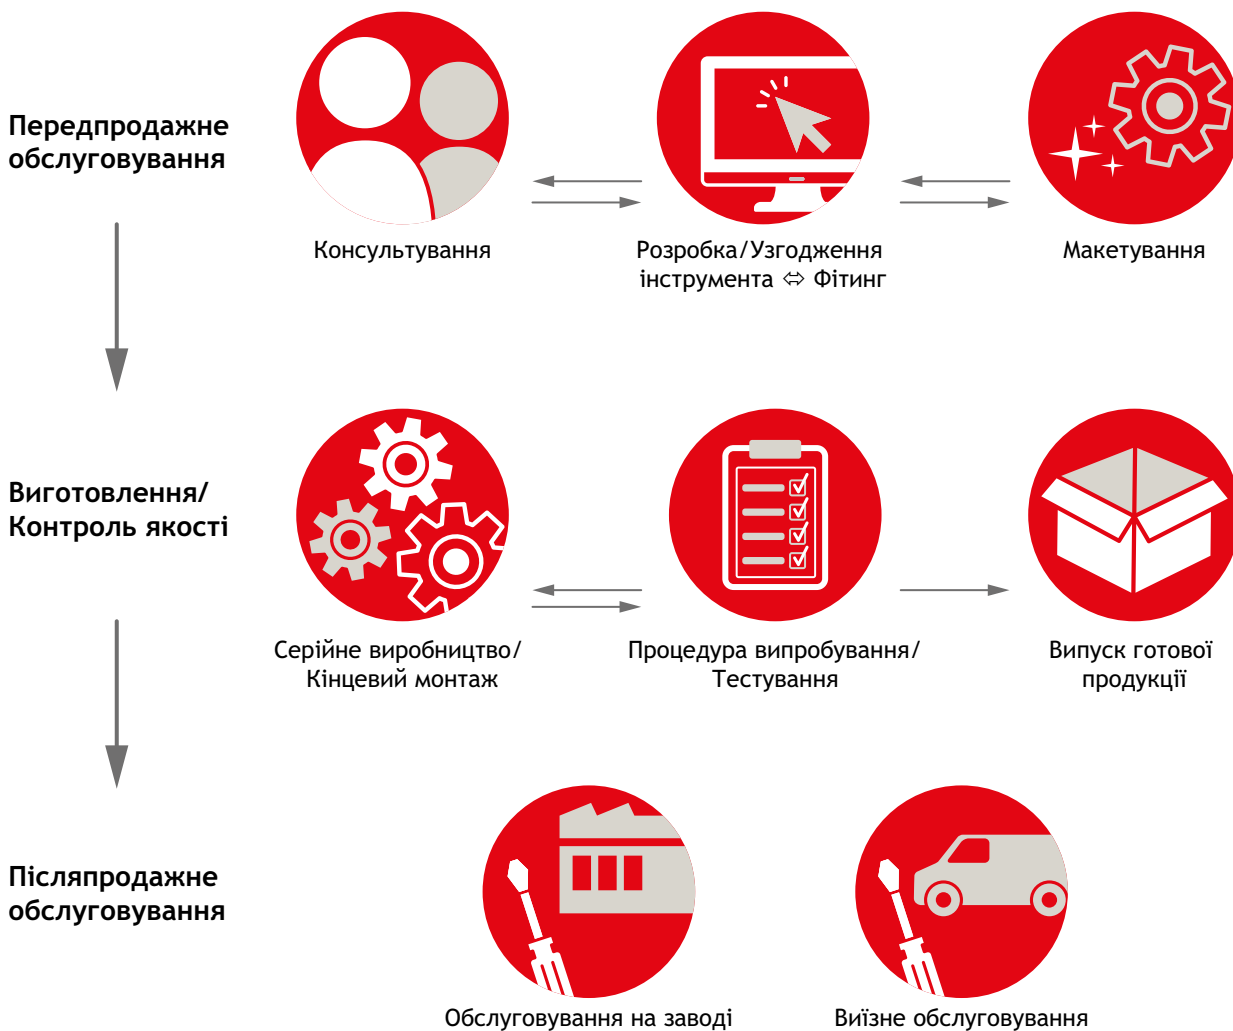 Передпродажне
обслуговування
Консультування
Розробка/Узгодження
інструмента ⬄ Фітинг
Макетування
Виготовлення/
Контроль якості
Серійне виробництво/
Кінцевий монтаж
Процедура випробування/
Тестування
Випуск готової
продукції
Післяпродажне
обслуговування
Обслуговування на заводі
Виїзне обслуговування